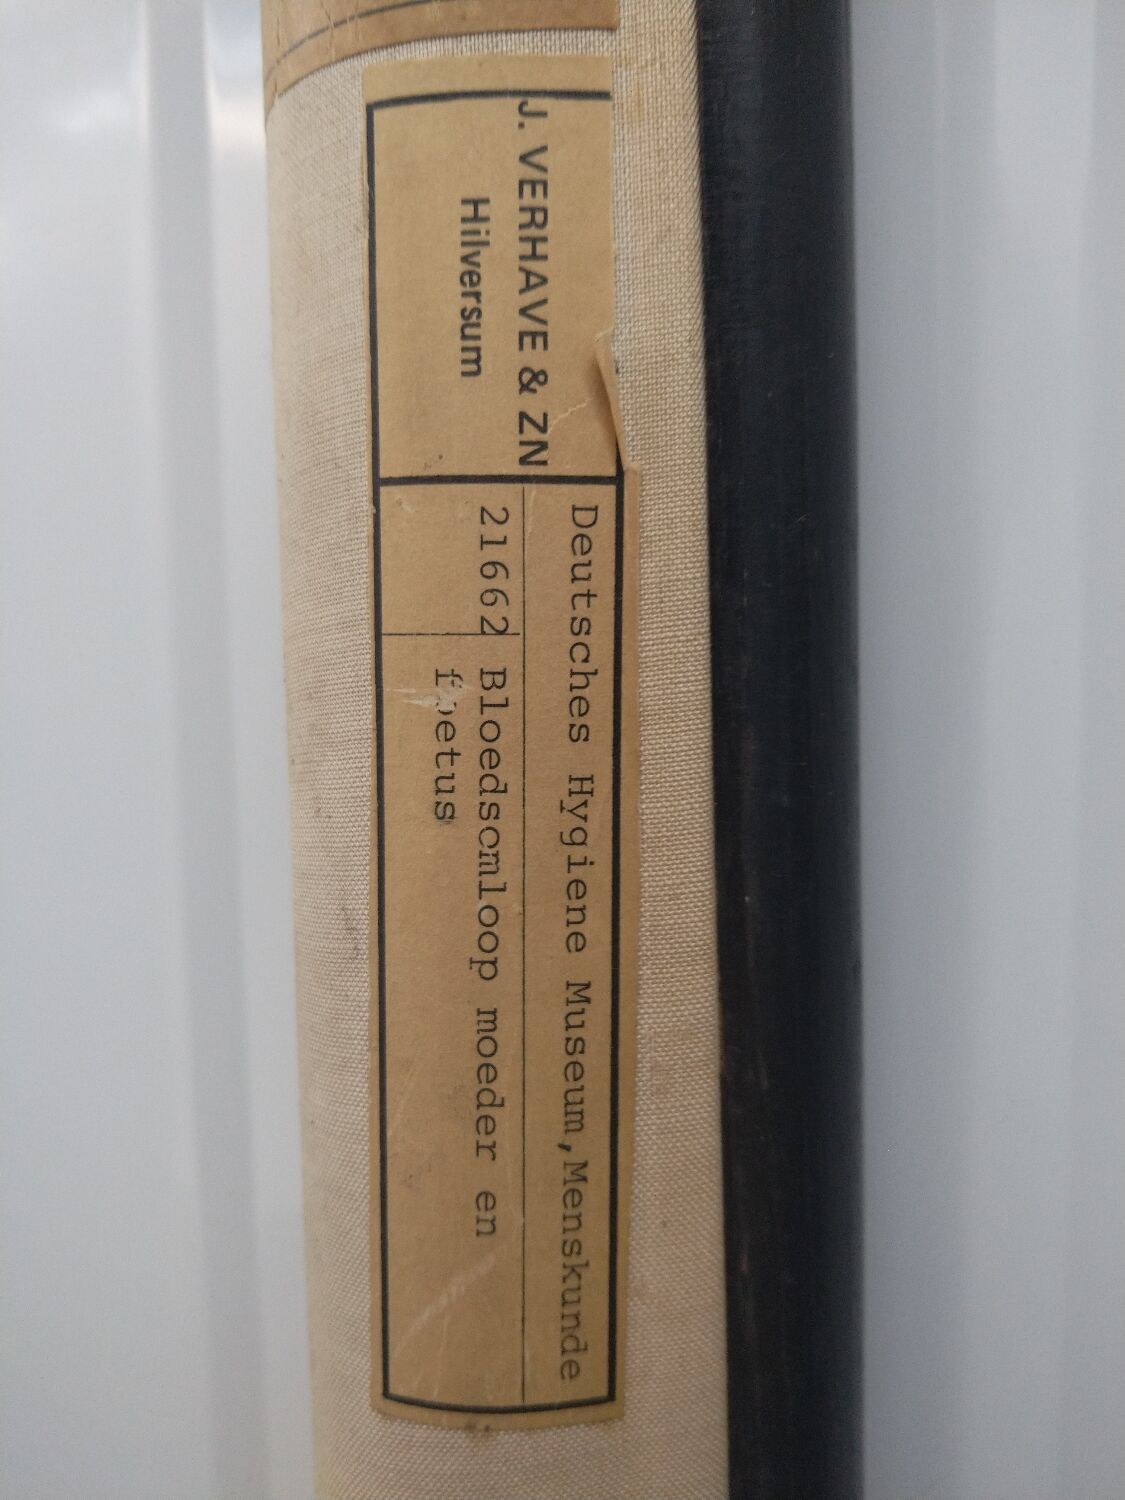 J. VERHAVE & ZN
Hilversum
Deutsches Hygiene Museum,Menskunde
21662 Bloedsomloop moeder en
foetus